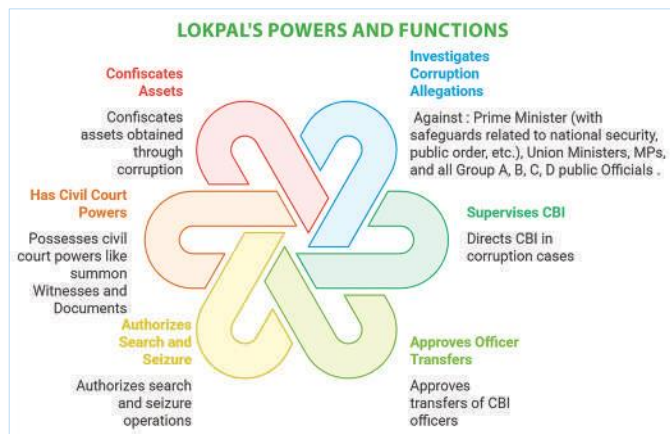 LOKPAL'S POWERS AND FUNCTIONS
Confiscates
Assets
Confiscates
assets obtained
through
corruption
Investigates
Corruption
Allegations
Against : Prime Minister (with
safeguards related to national security,
public order, etc.), Union Ministers, MPs,
and all Group A, B, C, D public Officials .
Has Civil Court
Powers
Possesses civil
court powers like
summon
Witnesses and
Documents
Supervises CBI
Directs CBI in
corruption cases
Authorizes
Search and
Seizure
Authorizes search
and seizure
operations
Approves Officer
Transfers
Approves
transfers of CBI
officers